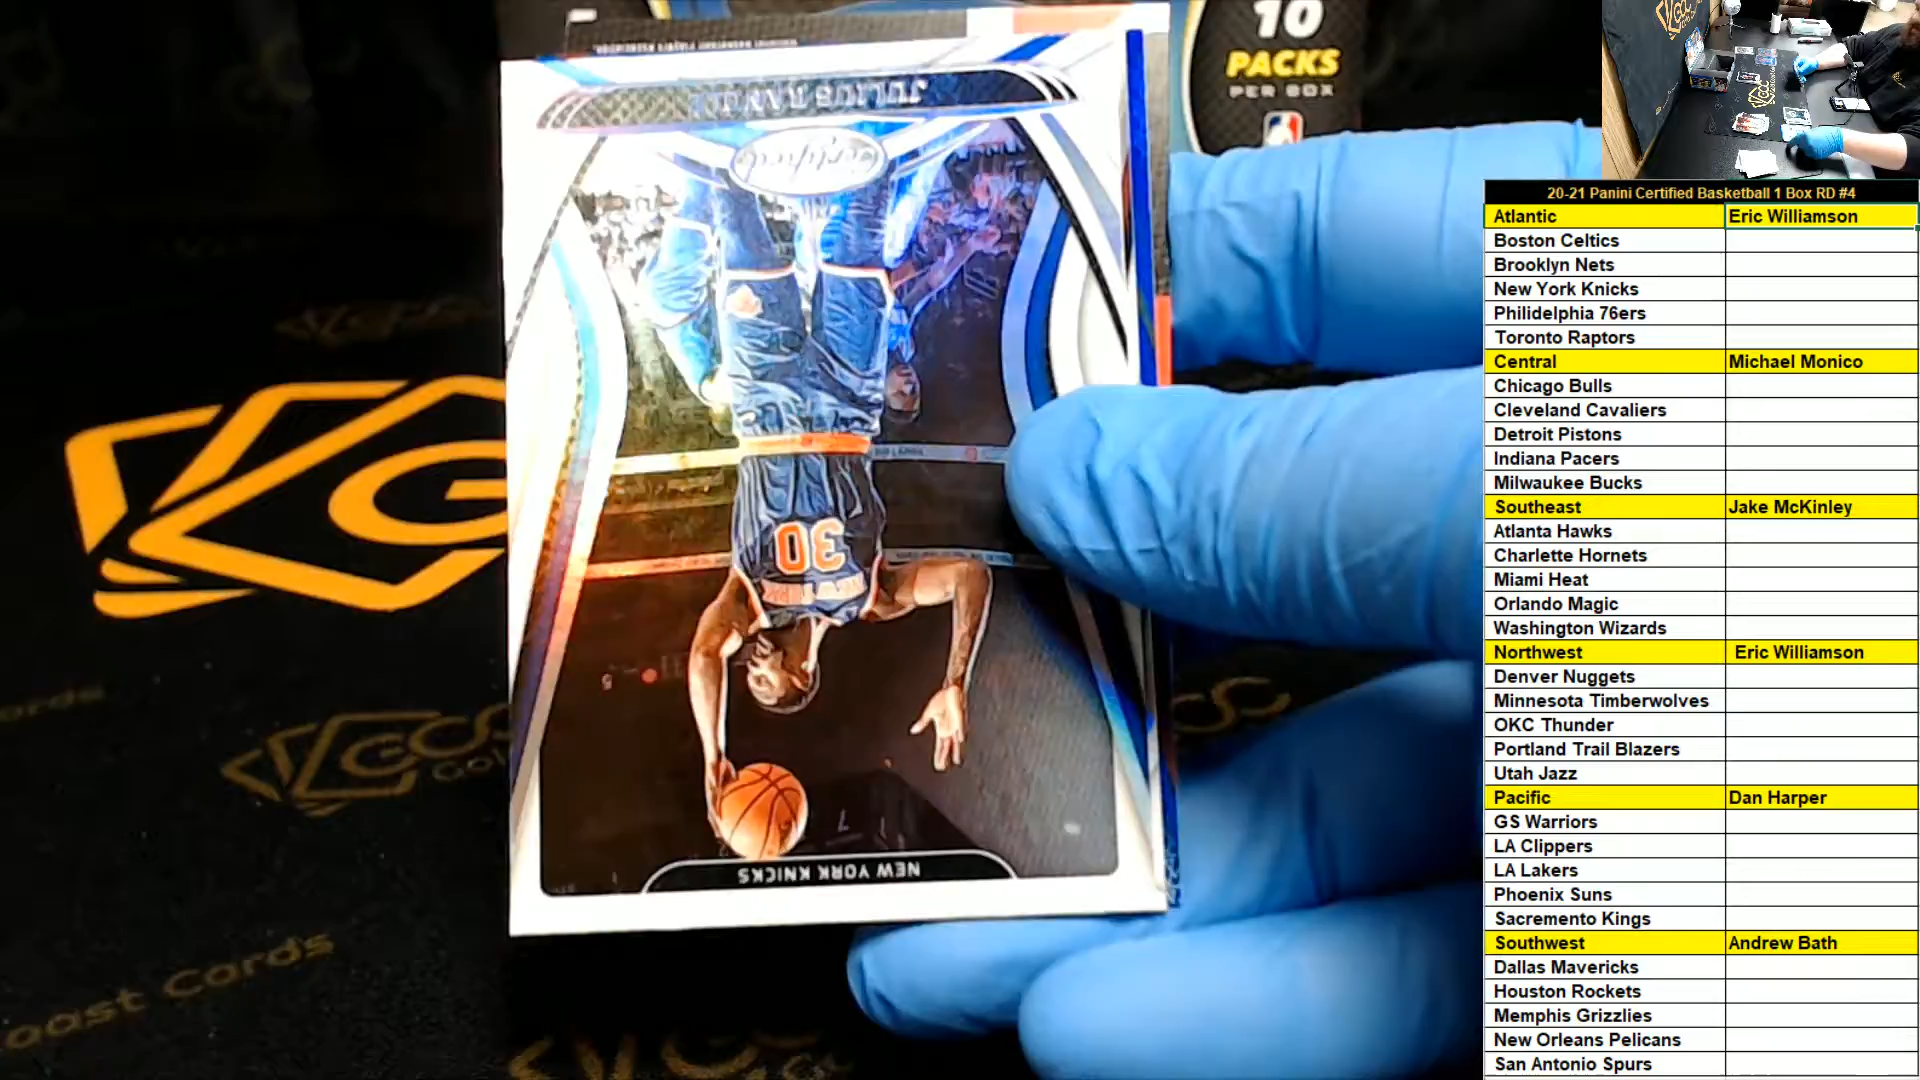 10
PACKS
PER BOX
JULIUS RANDLE
Certified
NEW YORK
30
NEW YORK KNICKS
GCC
Gol
oast Cards
20-21 Panini Certified Basketball 1 Box RD #4
Atlantic Eric Williamson
Boston Celtics
Brooklyn Nets
New York Knicks
Philidelphia 76ers
Toronto Raptors
Central Michael Monico
Chicago Bulls
Cleveland Cavaliers
Detroit Pistons
Indiana Pacers
Milwaukee Bucks
Southeast Jake McKinley
Atlanta Hawks
Charlette Hornets
Miami Heat
Orlando Magic
Washington Wizards
Northwest Eric Williamson
Denver Nuggets
Minnesota Timberwolves
OKC Thunder
Portland Trail Blazers
Utah Jazz
Pacific Dan Harper
GS Warriors
LA Clippers
LA Lakers
Phoenix Suns
Sacremento Kings
Southwest Andrew Bath
Dallas Mavericks
Houston Rockets
Memphis Grizzlies
New Orleans Pelicans
San Antonio Spurs